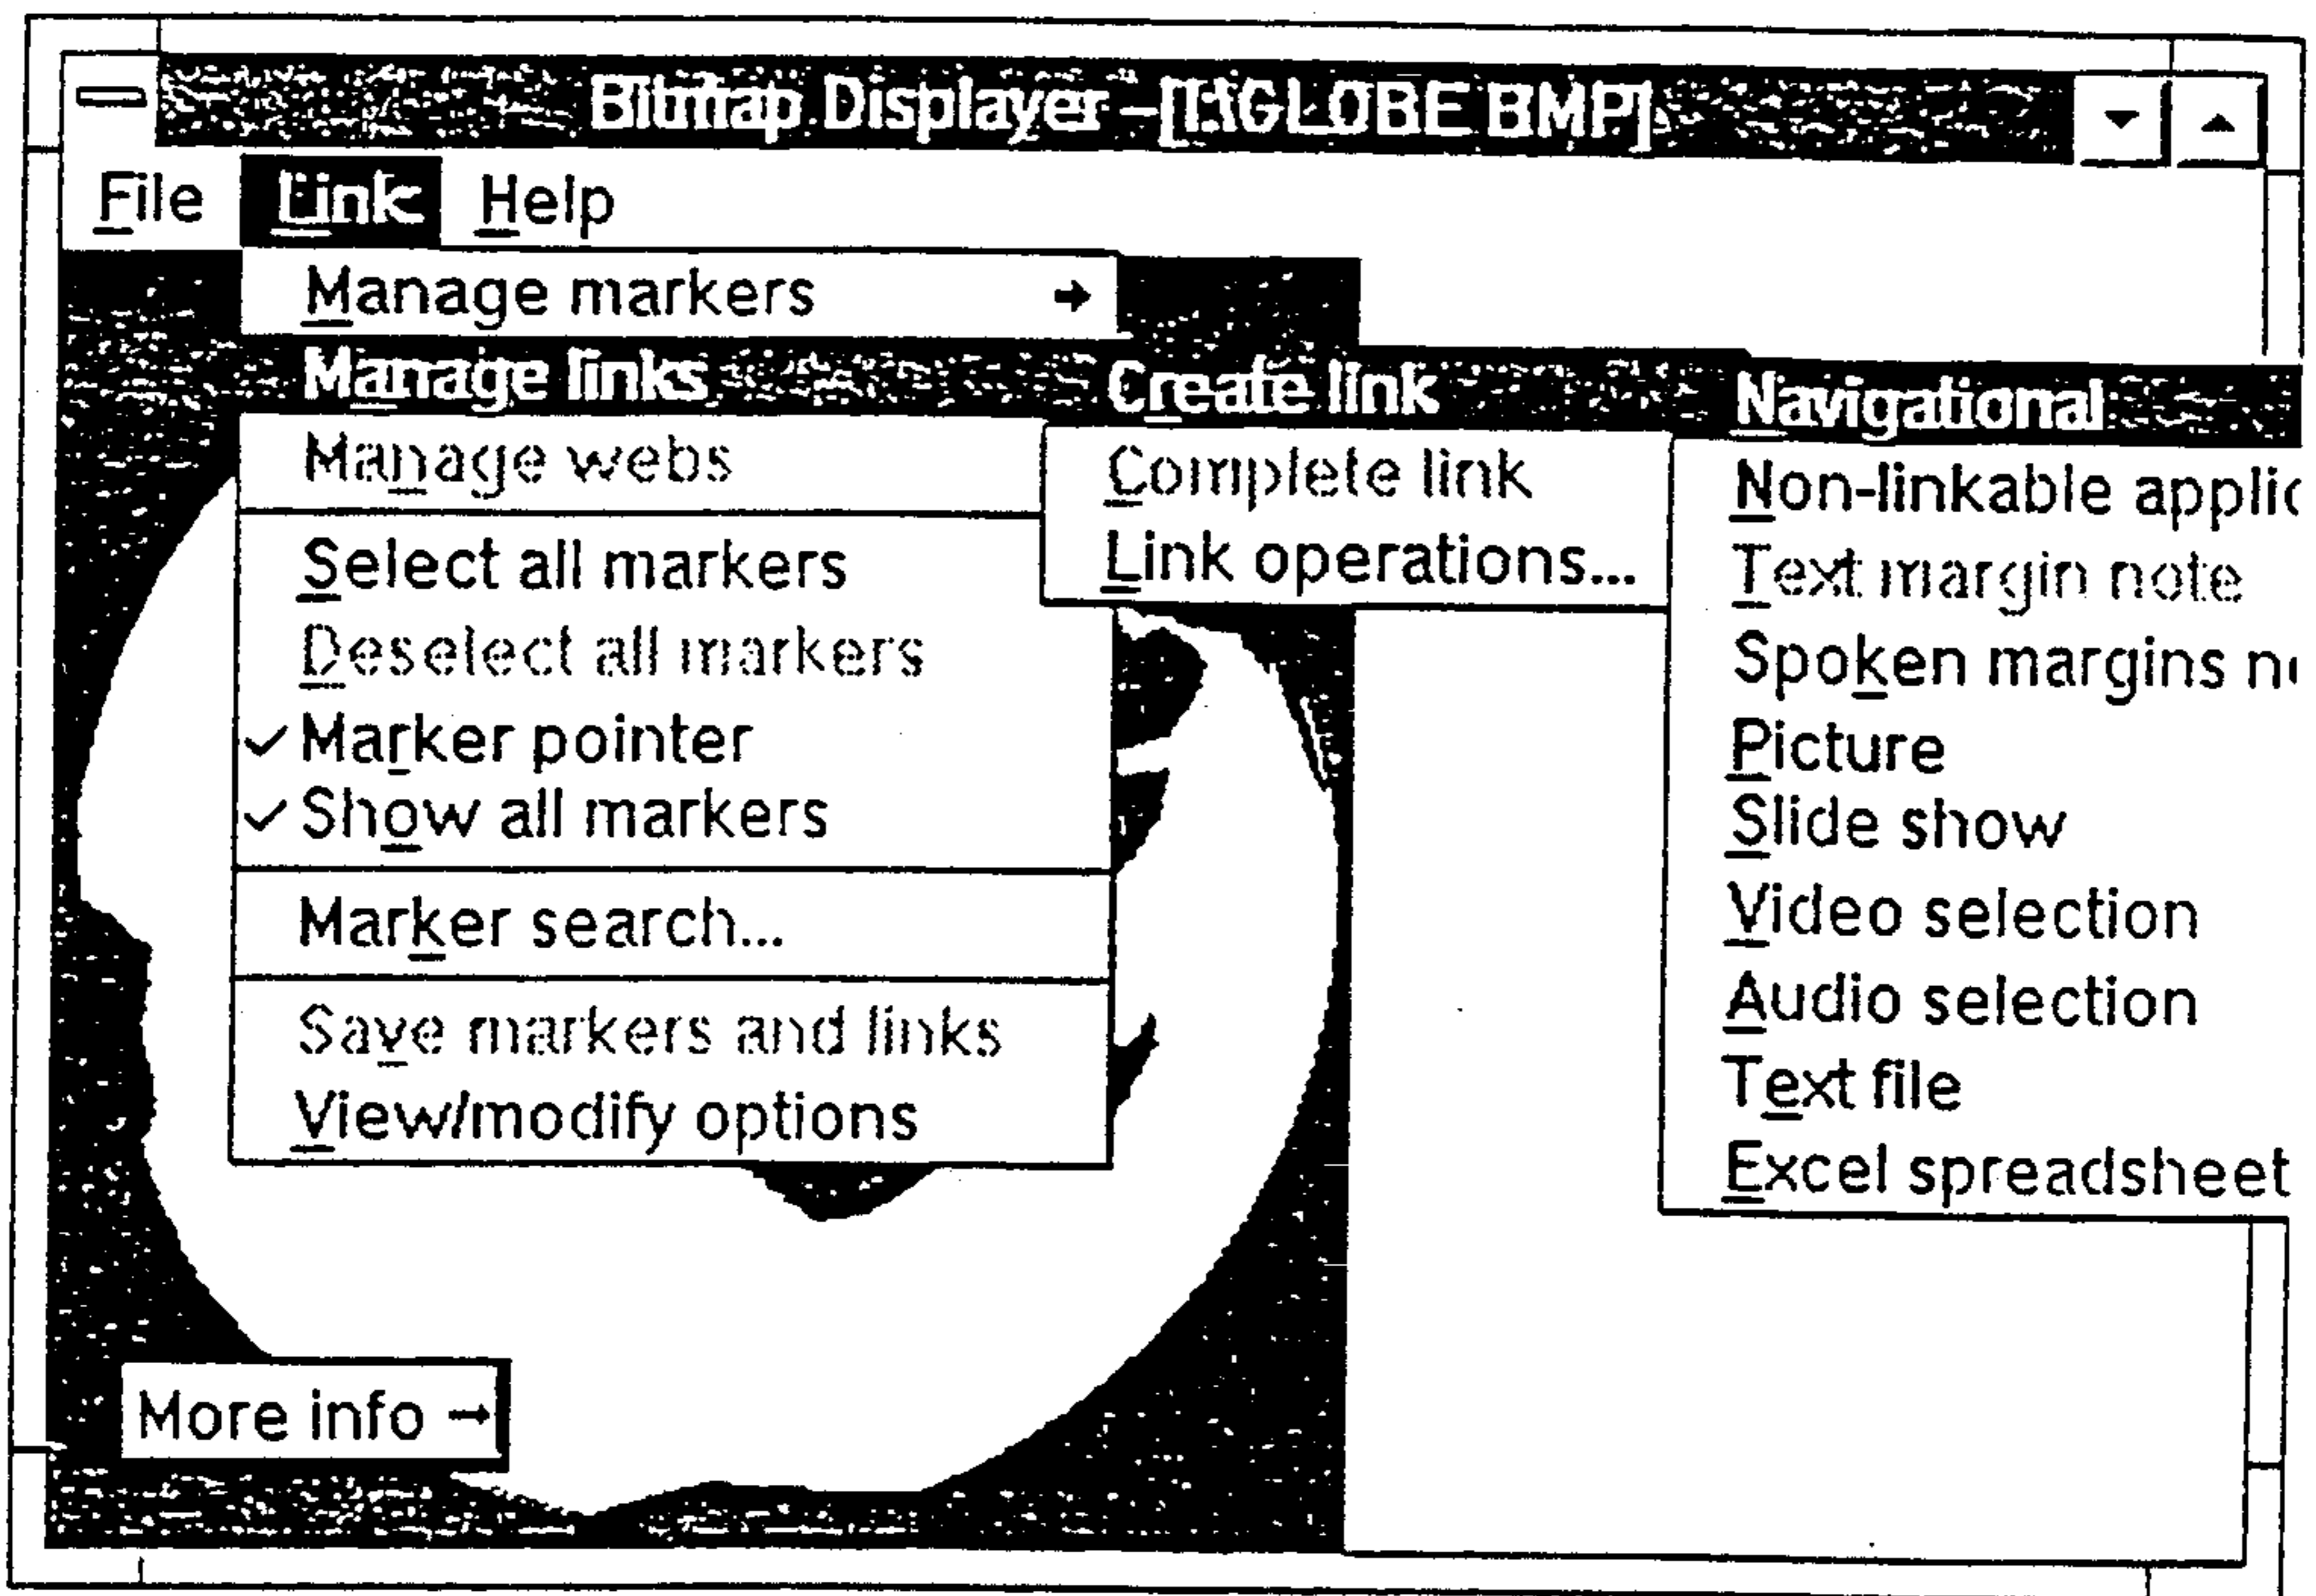 Bitmap Displayer -[I:\GLOBE BMP]
File Link Help
Manage markers →
Manage links
Manage webs
Select all markers
Deselect all markers
✓ Marker pointer
✓ Show all markers
Marker search...
Save markers and links
View/modify options
Create link
Complete link
Link operations...
Navigational
Non-linkable applic
Text margin note
Spoken margins n
Picture
Slide show
Video selection
Audio selection
Text file
Excel spreadsheet
More info →